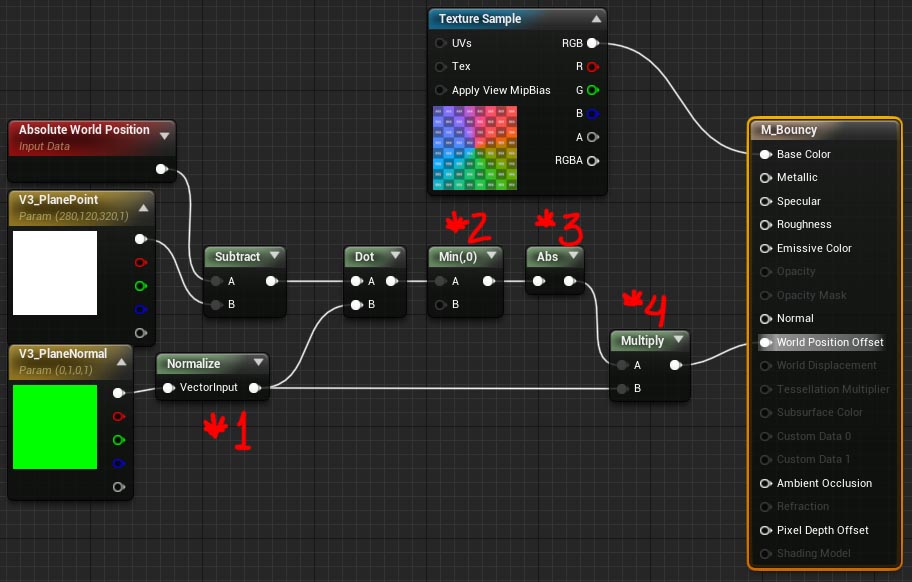 Texture Sample
UVs
RGB
Tex
R
Apply View MipBias
G
B
A
RGBA
Absolute World Position
Input Data
V3_PlanePoint
Param (280,120,320,1)
Subtract
A
B
Dot
A
B
*2
Min(,0)
A
B
*3
Abs
V3_PlaneNormal
Param (0,1,0,1)
Normalize
VectorInput
*1
*4
Multiply
A
B
M_Bouncy
Base Color
Metallic
Specular
Roughness
Emissive Color
Opacity
Opacity Mask
Normal
World Position Offset
World Displacement
Tessellation Multiplier
Subsurface Color
Custom Data 0
Custom Data 1
Ambient Occlusion
Refraction
Pixel Depth Offset
Shading Model